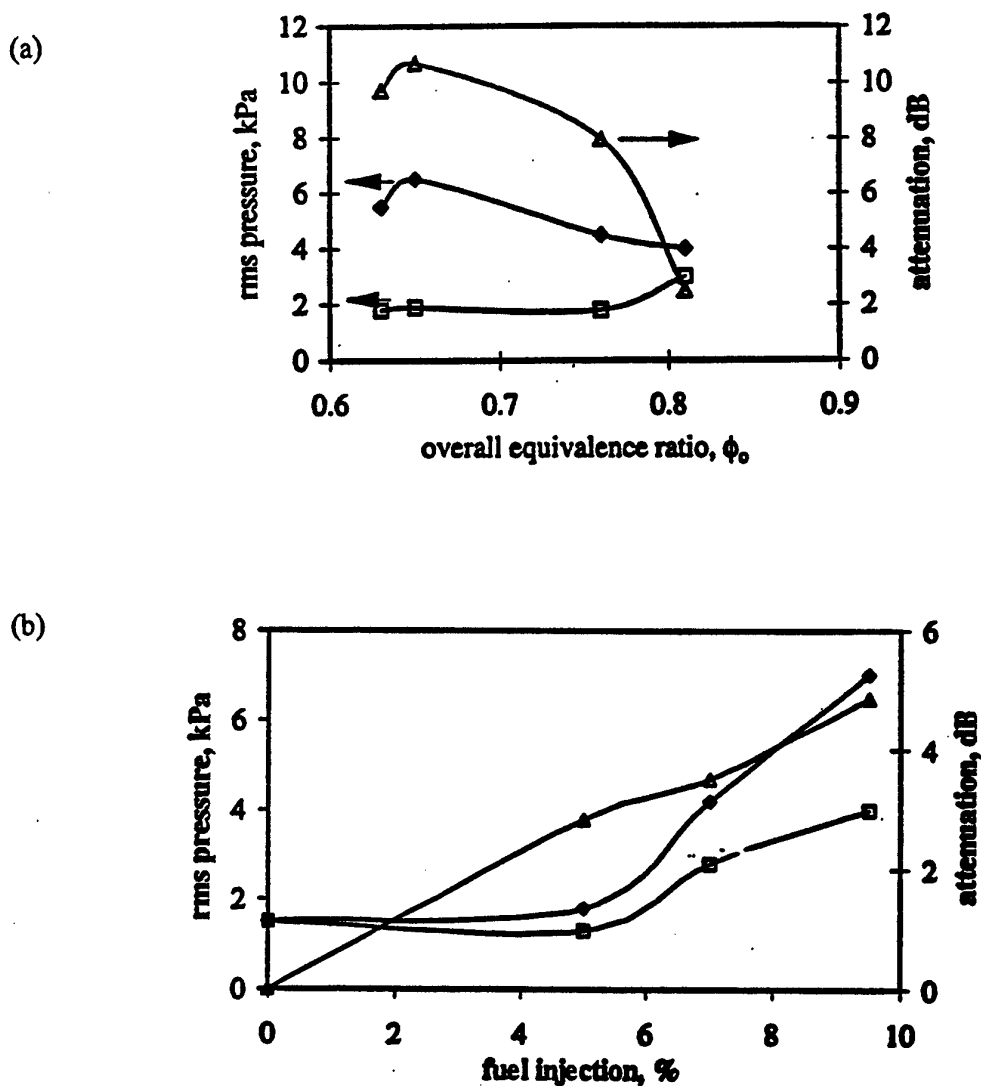 (a)
12
10
8
6
4
2
0
rms pressure, kPa
12
10
8
6
4
2
0
attenuation, dB
0.6 0.7 0.8 0.9
overall equivalence ratio, ϕₒ
(b)
8
6
4
2
0
rms pressure, kPa
6
4
2
0
attenuation, dB
0 2 4 6 8 10
fuel injection, %